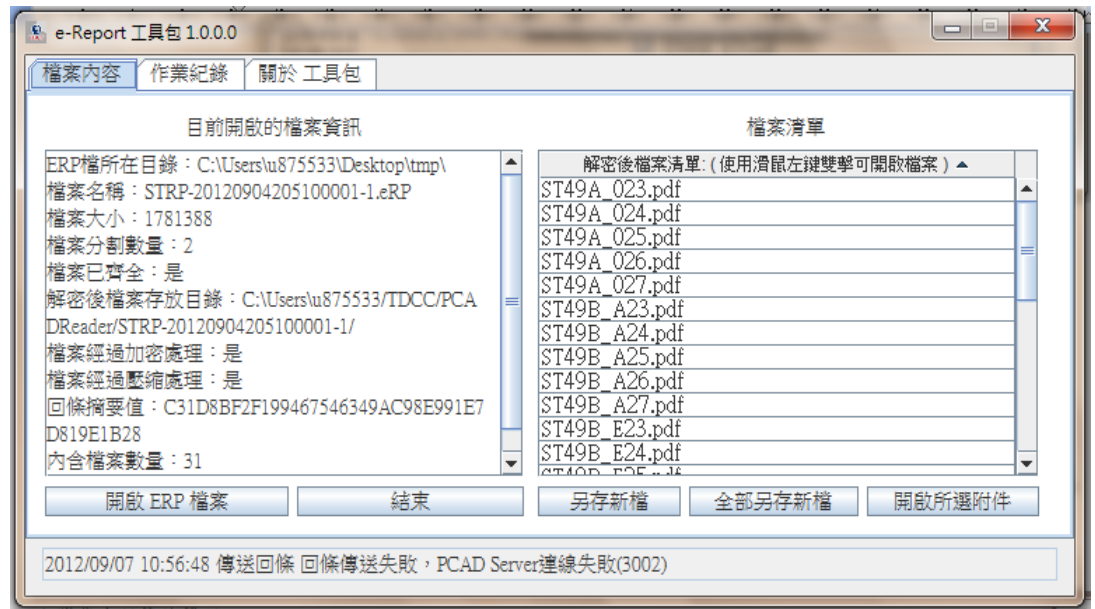 e-Report 工具包 1.0.0.0
檔案內容 作業紀錄 關於 工具包
目前開啟的檔案資訊
ERP檔所在目錄：C:\Users\u875533\Desktop\tmp\
檔案名稱：STRP-20120904205100001-1.eRP
檔案大小：1781388
檔案分割數量：2
檔案已齊全：是
解密後檔案存放目錄：C:\Users\u875533/TDCC/PCA
DReader/STRP-20120904205100001-1/
檔案經過加密處理：是
檔案經過壓縮處理：是
回條摘要值：C31D8BF2F199467546349AC98E991E7
D819E1B28
內含檔案數量：31
開啟 ERP 檔案 結束
檔案清單
解密後檔案清單: ( 使用滑鼠左鍵雙擊可開啟檔案 )
ST49A_023.pdf
ST49A_024.pdf
ST49A_025.pdf
ST49A_026.pdf
ST49A_027.pdf
ST49B_A23.pdf
ST49B_A24.pdf
ST49B_A25.pdf
ST49B_A26.pdf
ST49B_A27.pdf
ST49B_E23.pdf
ST49B_E24.pdf
另存新檔 全部另存新檔 開啟所選附件
2012/09/07 10:56:48 傳送回條 回條傳送失敗，PCAD Server連線失敗(3002)